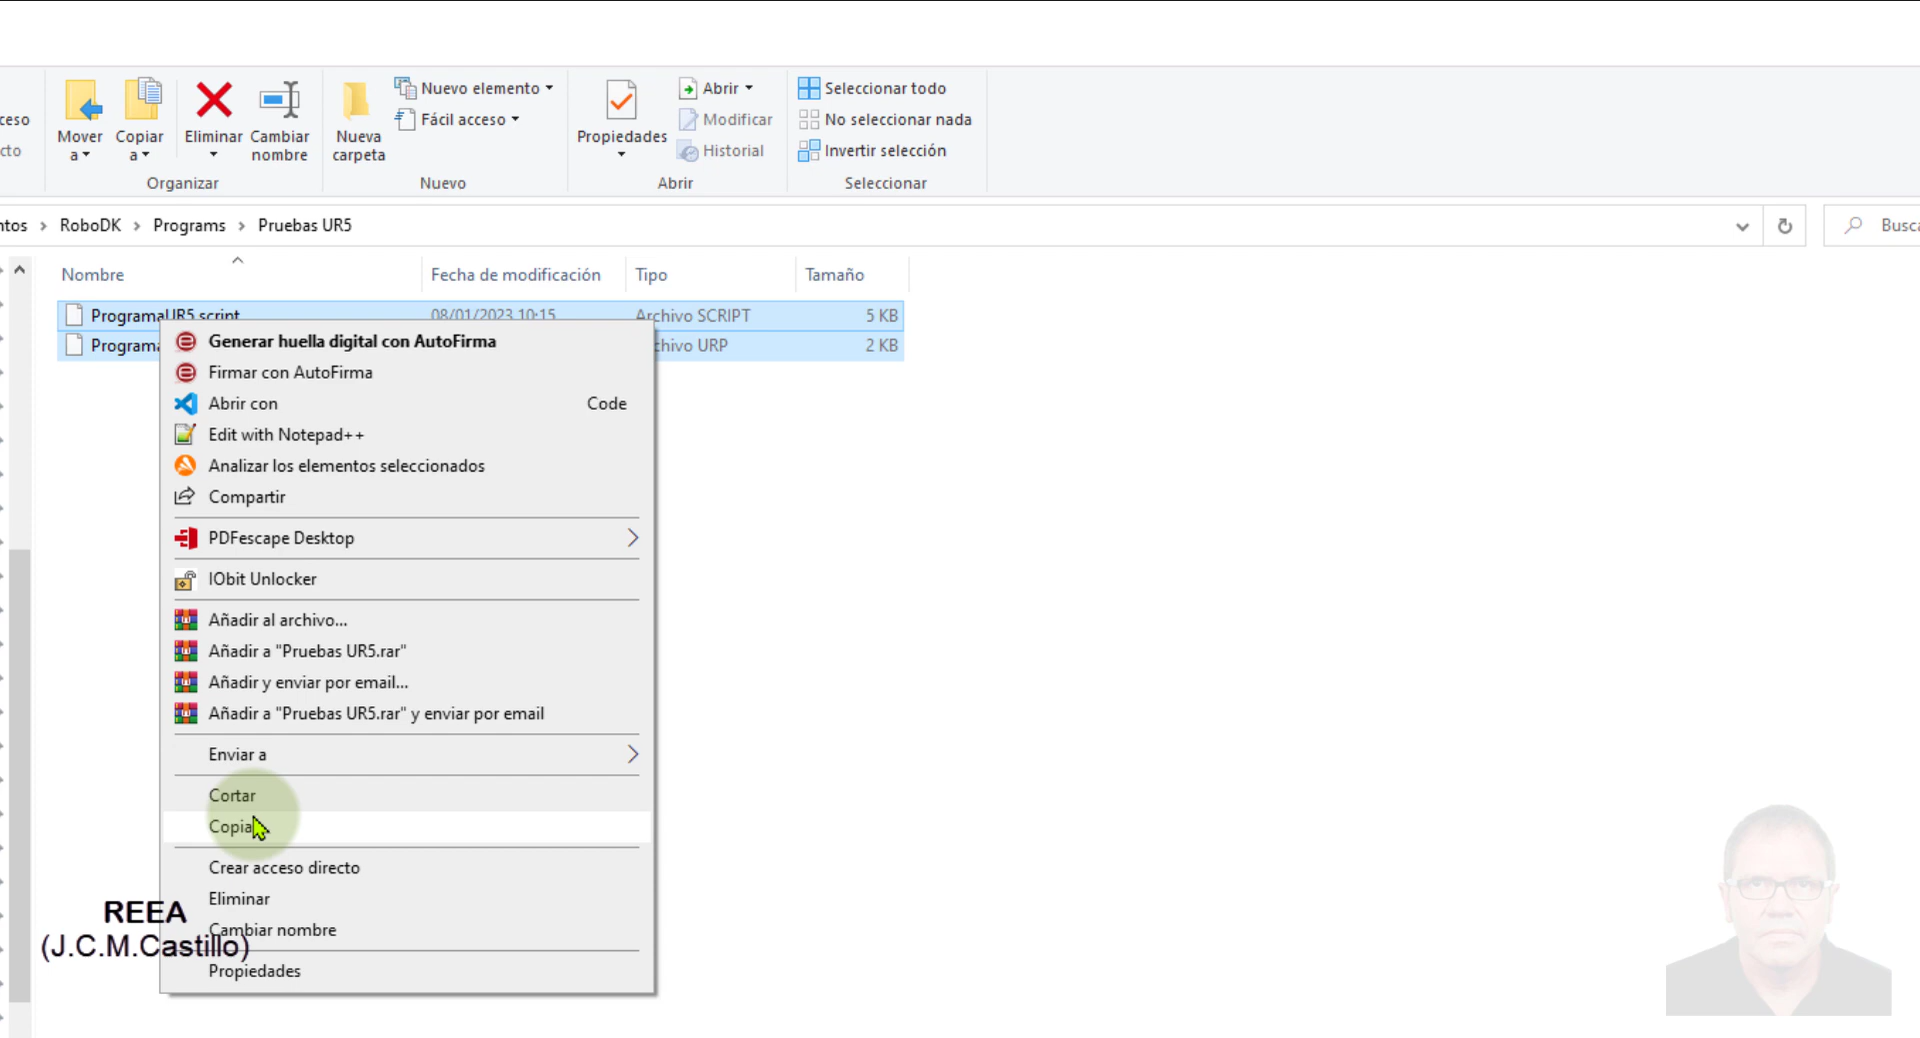 ceso
cto
Mover a
Copiar a
Eliminar
Cambiar nombre
Organizar
Nueva carpeta
Nuevo elemento
Fácil acceso
Nuevo
Propiedades
Abrir
Modificar
Historial
Abrir
Seleccionar todo
No seleccionar nada
Invertir selección
Seleccionar
ntos > RoboDK > Programs > Pruebas UR5
Busca
Nombre Fecha de modificación Tipo Tamaño
ProgramaUR5.script 08/01/2023 10:15 Archivo SCRIPT 5 KB
Programa chivo URP 2 KB
Generar huella digital con AutoFirma
Firmar con AutoFirma
Abrir con Code
Edit with Notepad++
Analizar los elementos seleccionados
Compartir
PDFescape Desktop
IObit Unlocker
Añadir al archivo...
Añadir a "Pruebas UR5.rar"
Añadir y enviar por email...
Añadir a "Pruebas UR5.rar" y enviar por email
Enviar a
Cortar
Copia
Crear acceso directo
Eliminar
REEA
Cambiar nombre
(J.C.M.Castillo)
Propiedades